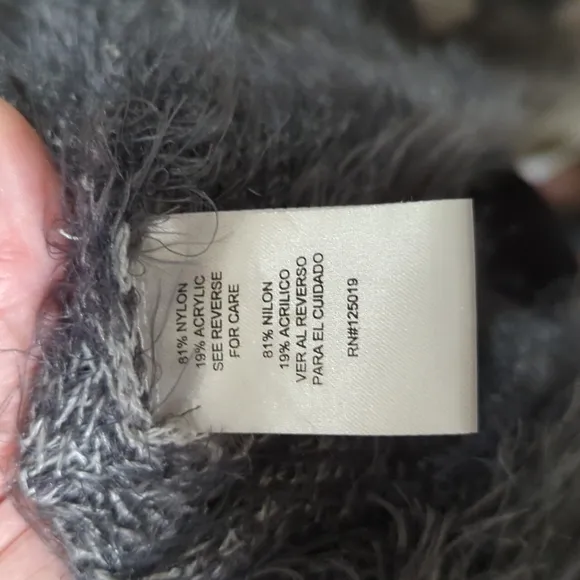 81% NYLON
19% ACRYLIC
SEE REVERSE
FOR CARE
81% NILON
19% ACRILICO
VER AL REVERSO
PARA EL CUIDADO
RN#125019